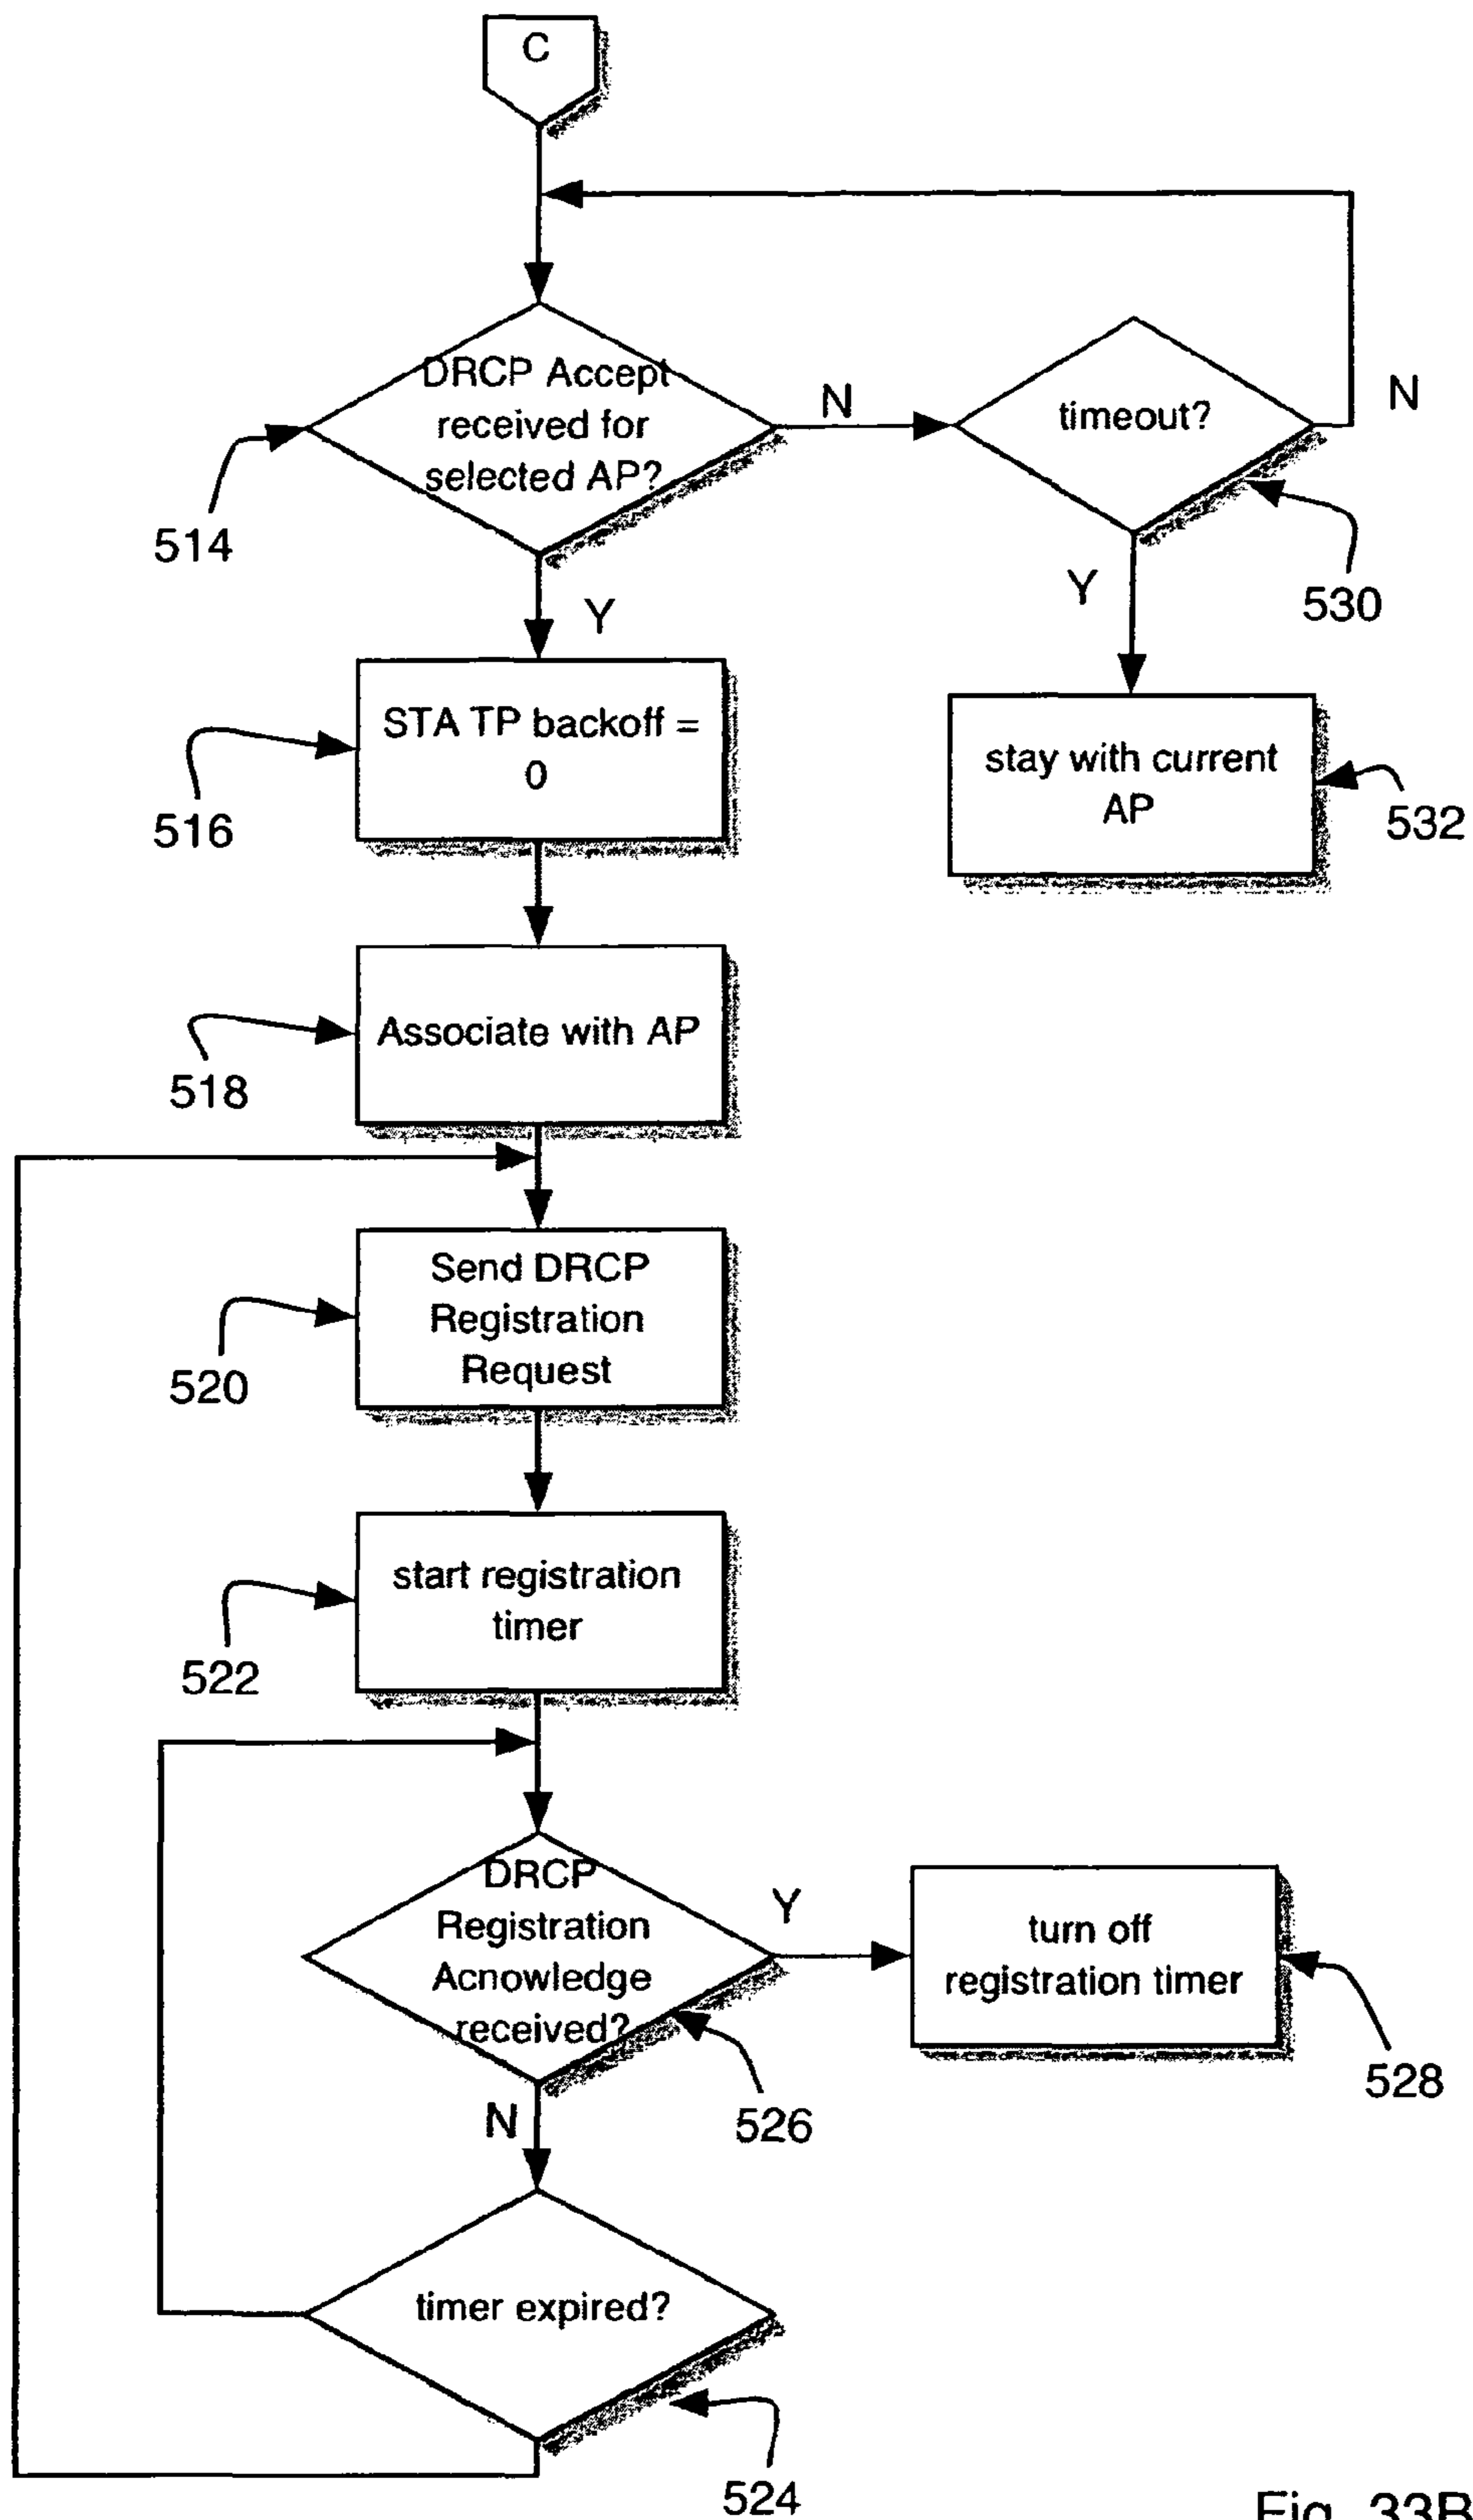 C
DRCP Accept
received for
selected AP?
N
timeout?
N
514
Y
Y
530
STA TP backoff =
0
stay with current
AP
516
532
Associate with AP
518
Send DRCP
Registration
Request
520
start registration
timer
522
DRCP
Registration
Acnowledge
received?
Y
turn off
registration timer
528
N
526
timer expired?
524
Fig. 33B